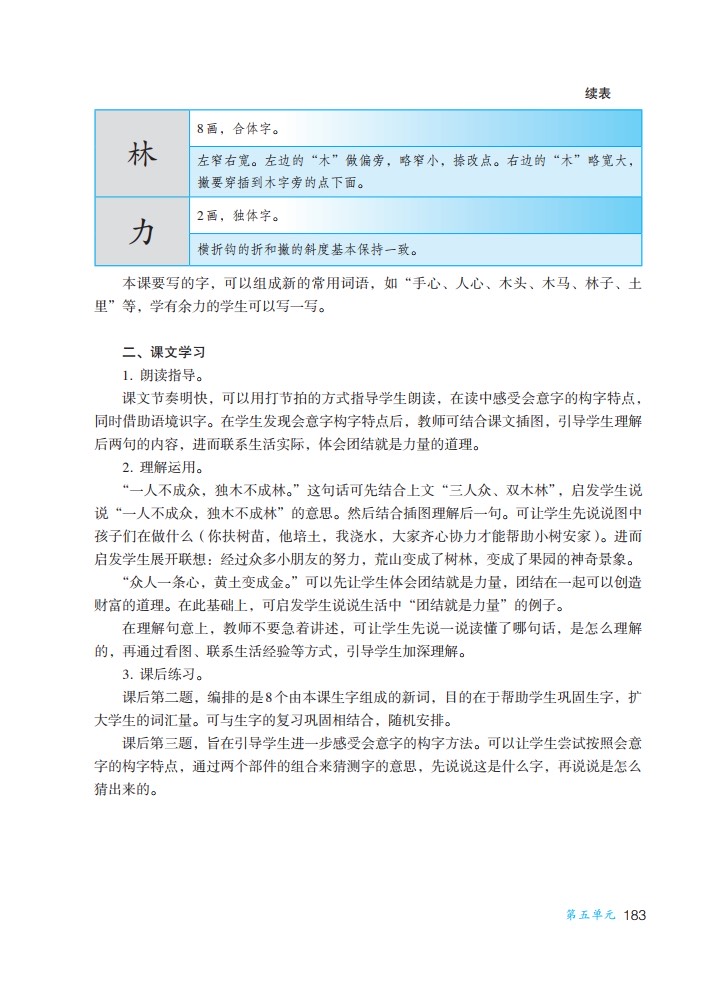 续表
林
8画，合体字。
左窄右宽。左边的“木”做偏旁，略窄小，捺改点。右边的“木”略宽大，
撇要穿插到木字旁的点下面。
力
2画，独体字。
横折钩的折和撇的斜度基本保持一致。
本课要写的字，可以组成新的常用词语，如“手心、人心、木头、木马、林子、土
里”等，学有余力的学生可以写一写。
二、课文学习
1. 朗读指导。
课文节奏明快，可以用打节拍的方式指导学生朗读，在读中感受会意字的构字特点，
同时借助语境识字。在学生发现会意字构字特点后，教师可结合课文插图，引导学生理解
后两句的内容，进而联系生活实际，体会团结就是力量的道理。
2. 理解运用。
“一人不成众，独木不成林。”这句话可先结合上文“三人众、双木林”，启发学生说
说“一人不成众，独木不成林”的意思。然后结合插图理解后一句。可让学生先说说图中
孩子们在做什么（你扶树苗，他培土，我浇水，大家齐心协力才能帮助小树安家）。进而
启发学生展开联想：经过众多小朋友的努力，荒山变成了树林，变成了果园的神奇景象。
“众人一条心，黄土变成金。”可以先让学生体会团结就是力量，团结在一起可以创造
财富的道理。在此基础上，可启发学生说说生活中“团结就是力量”的例子。
在理解句意上，教师不要急着讲述，可让学生先说一说读懂了哪句话，是怎么理解
的，再通过看图、联系生活经验等方式，引导学生加深理解。
3. 课后练习。
课后第二题，编排的是8个由本课生字组成的新词，目的在于帮助学生巩固生字，扩
大学生的词汇量。可与生字的复习巩固相结合，随机安排。
课后第三题，旨在引导学生进一步感受会意字的构字方法。可以让学生尝试按照会意
字的构字特点，通过两个部件的组合来猜测字的意思，先说说这是什么字，再说说是怎么
猜出来的。
第五单元 183